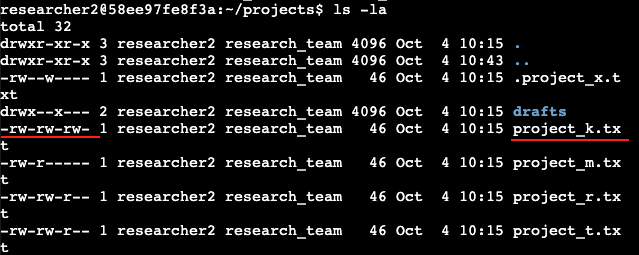 researcher2@58ee97fe8f3a:~/projects$ ls -la
total 32
drwxr-xr-x 3 researcher2 research_team 4096 Oct  4 10:15 .
drwxr-xr-x 3 researcher2 research_team 4096 Oct  4 10:43 ..
-rw--w---- 1 researcher2 research_team   46 Oct  4 10:15 .project_x.t
xt
drwx--x--- 2 researcher2 research_team 4096 Oct  4 10:15 drafts
-rw-rw-rw- 1 researcher2 research_team   46 Oct  4 10:15 project_k.tx
t
-rw-r----- 1 researcher2 research_team   46 Oct  4 10:15 project_m.tx
t
-rw-rw-r-- 1 researcher2 research_team   46 Oct  4 10:15 project_r.tx
t
-rw-rw-r-- 1 researcher2 research_team   46 Oct  4 10:15 project_t.tx
t